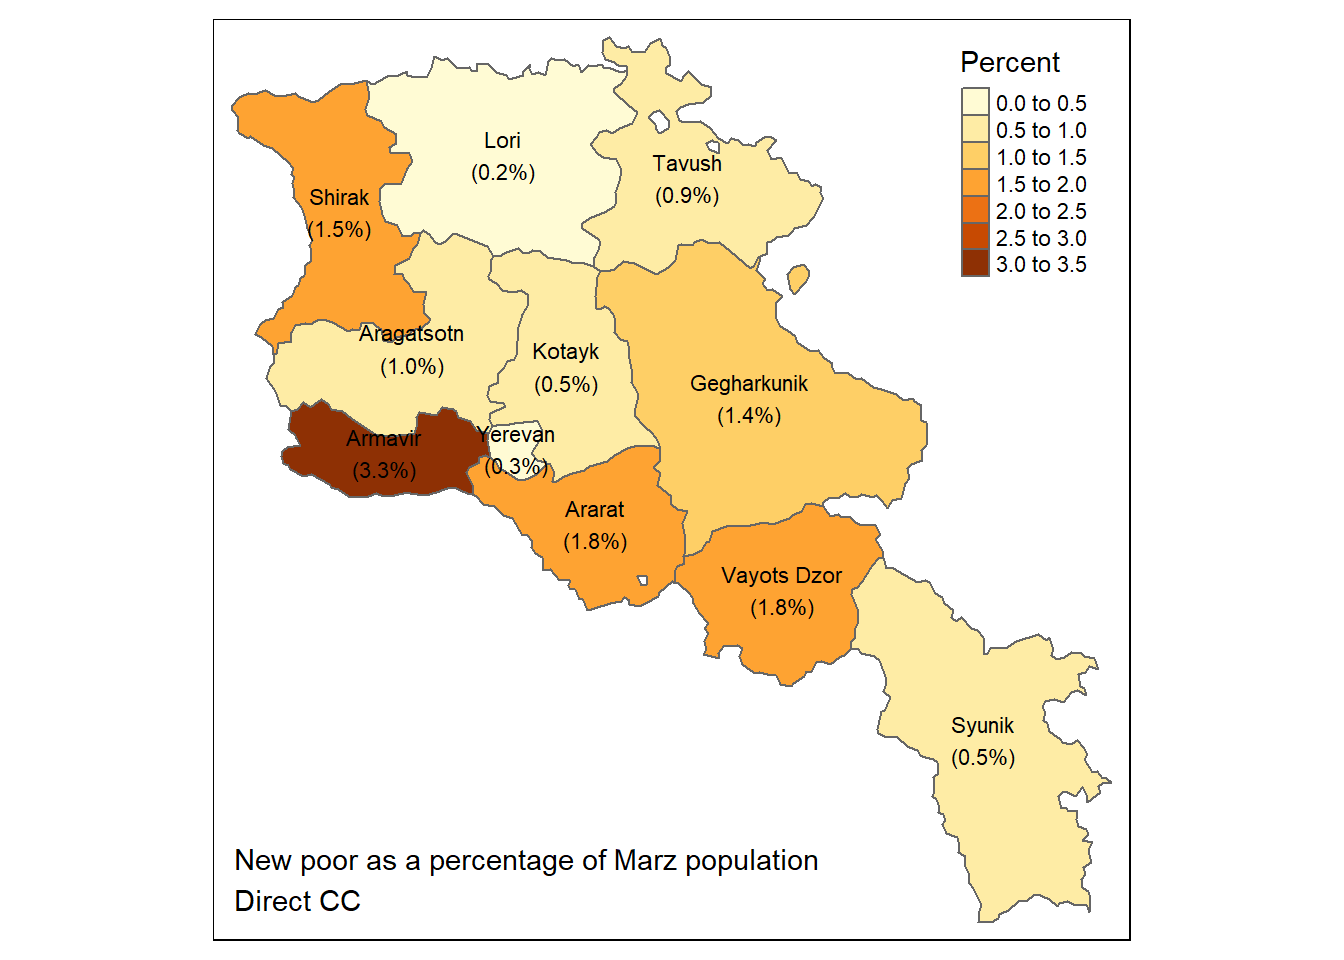 Percent
0.0 to 0.5
0.5 to 1.0
1.0 to 1.5
1.5 to 2.0
2.0 to 2.5
2.5 to 3.0
3.0 to 3.5
Lori
(0.2%)
Tavush
(0.9%)
Shirak
(1.5%)
Aragatsotn
(1.0%)
Kotayk
(0.5%)
Gegharkunik
(1.4%)
Armavir
(3.3%)
Yerevan
(0.3%)
Ararat
(1.8%)
Vayots Dzor
(1.8%)
Syunik
(0.5%)
New poor as a percentage of Marz population
Direct CC